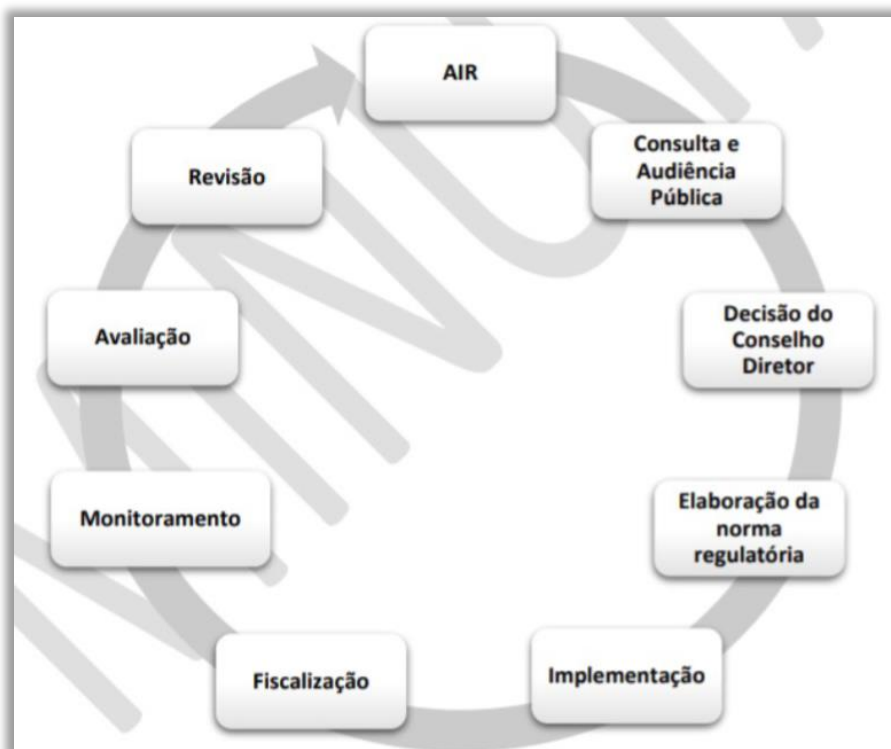 AIR
Consulta e
Audiência
Pública
Decisão do
Conselho
Diretor
Elaboração da
norma
regulatória
Implementação
Fiscalização
Monitoramento
Avaliação
Revisão